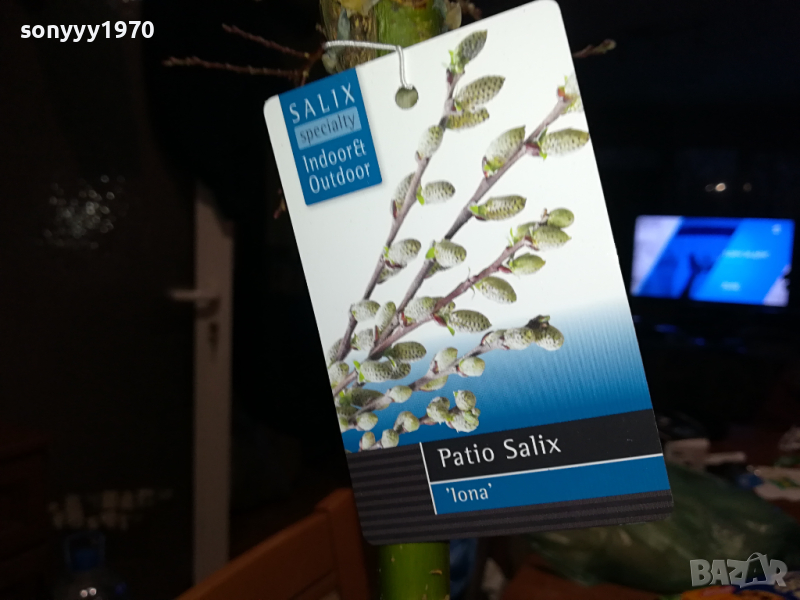 sonyyy1970
SALIX
specialty
Indoor&
Outdoor
Patio Salix
'Iona'
BAZAR